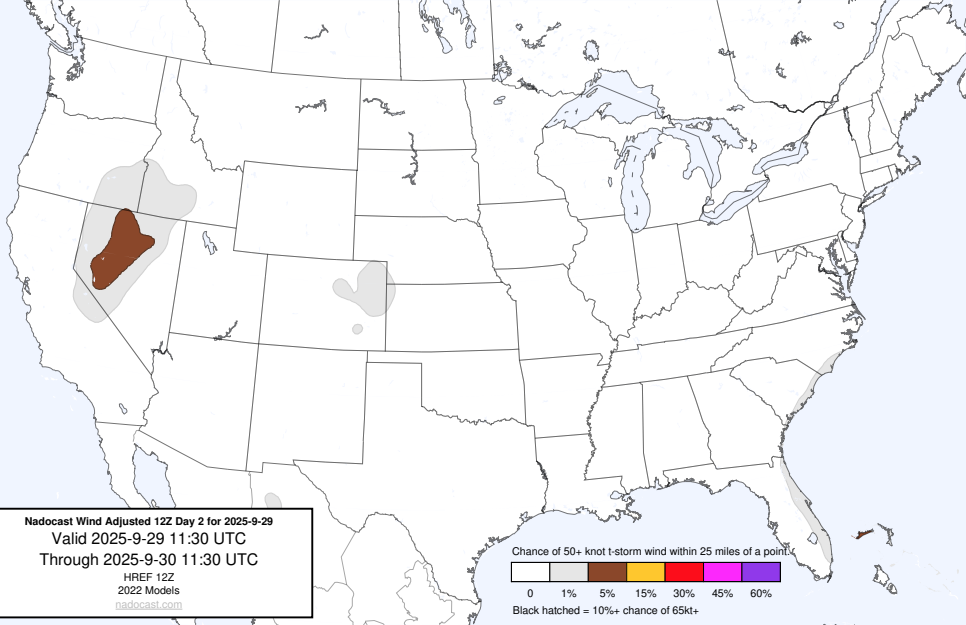 Nadocast Wind Adjusted 12Z Day 2 for 2025-9-29
Valid 2025-9-29 11:30 UTC
Through 2025-9-30 11:30 UTC
HREF 12Z
2022 Models
nadocast.com
Chance of 50+ knot t-storm wind within 25 miles of a point.
0 1% 5% 15% 30% 45% 60%
Black hatched = 10%+ chance of 65kt+